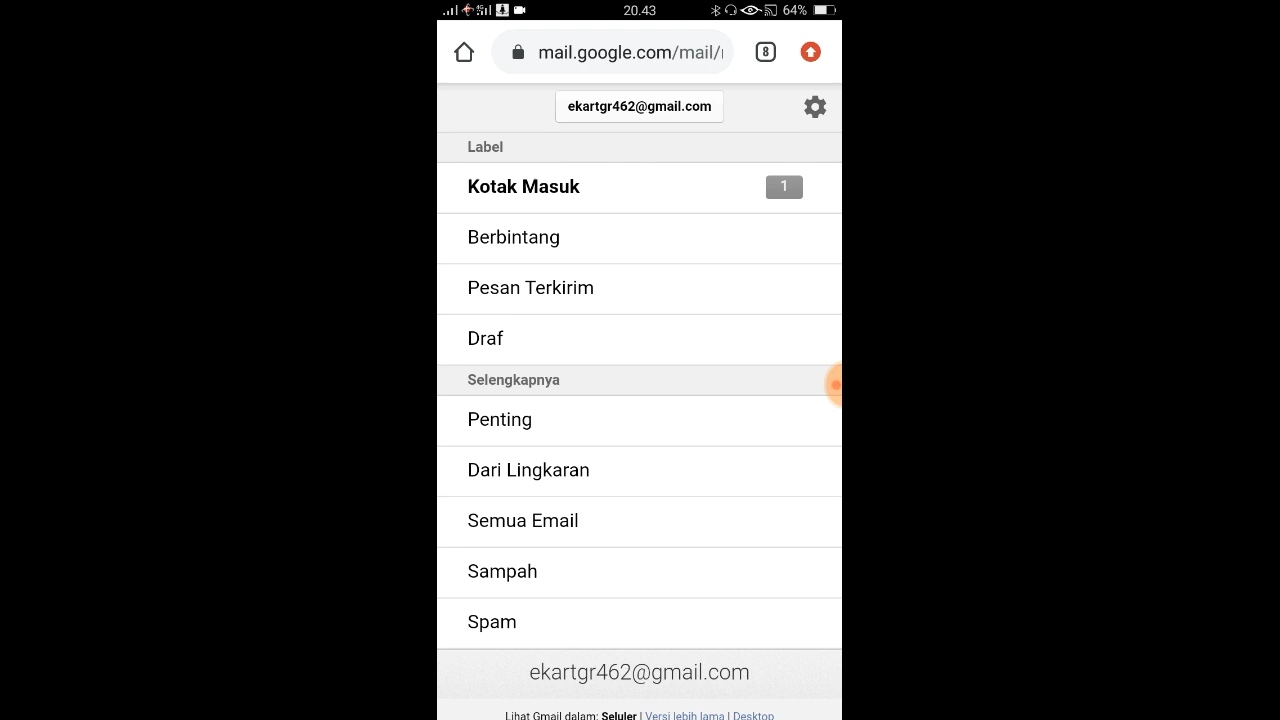 20.43
64%
mail.google.com/mail/
8
ekartgr462@gmail.com
Label
Kotak Masuk
1
Berbintang
Pesan Terkirim
Draf
Selengkapnya
Penting
Dari Lingkaran
Semua Email
Sampah
Spam
ekartgr462@gmail.com
Lihat Gmail dalam: Seluler | Versi lebih lama | Desktop